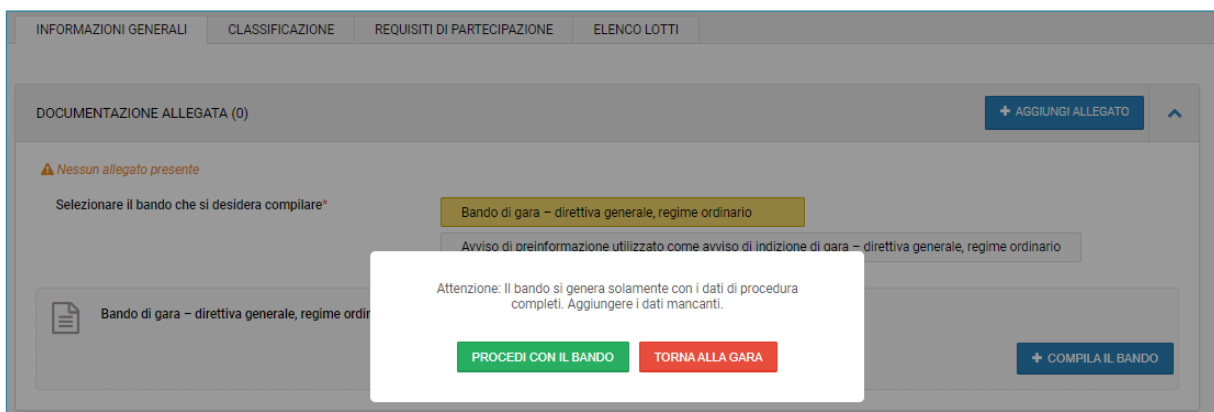 INFORMAZIONI GENERALI CLASSIFICAZIONE REQUISITI DI PARTECIPAZIONE ELENCO LOTTI
DOCUMENTAZIONE ALLEGATA (0) + AGGIUNGI ALLEGATO
Nessun allegato presente
Selezionare il bando che si desidera compilare* Bando di gara – direttiva generale, regime ordinario
Avviso di preinformazione utilizzato come avviso di indizione di gara – direttiva generale, regime ordinario
Attenzione: Il bando si genera solamente con i dati di procedura
completi. Aggiungere i dati mancanti.
Bando di gara – direttiva generale, regime ordir
PROCEDI CON IL BANDO TORNA ALLA GARA + COMPILA IL BANDO